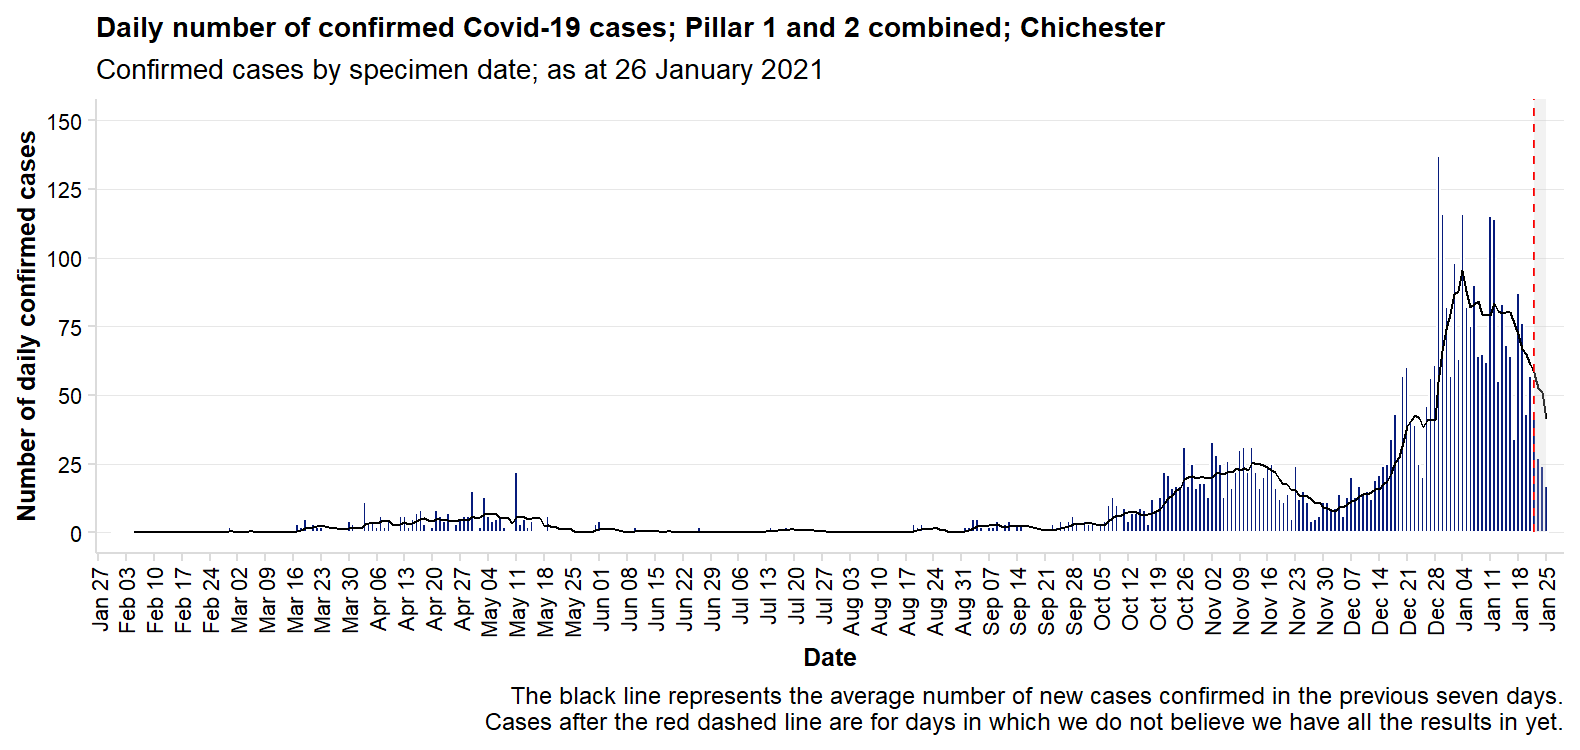 Daily number of confirmed Covid-19 cases; Pillar 1 and 2 combined; Chichester
Confirmed cases by specimen date; as at 26 January 2021
Number of daily confirmed cases
150
125
100
75
50
25
0
Jan 27
Feb 03
Feb 10
Feb 17
Feb 24
Mar 02
Mar 09
Mar 16
Mar 23
Mar 30
Apr 06
Apr 13
Apr 20
Apr 27
May 04
May 11
May 18
May 25
Jun 01
Jun 08
Jun 15
Jun 22
Jun 29
Jul 06
Jul 13
Jul 20
Jul 27
Aug 03
Aug 10
Aug 17
Aug 24
Aug 31
Sep 07
Sep 14
Sep 21
Sep 28
Oct 05
Oct 12
Oct 19
Oct 26
Nov 02
Nov 09
Nov 16
Nov 23
Nov 30
Dec 07
Dec 14
Dec 21
Dec 28
Jan 04
Jan 11
Jan 18
Jan 25
Date
The black line represents the average number of new cases confirmed in the previous seven days.
Cases after the red dashed line are for days in which we do not believe we have all the results in yet.